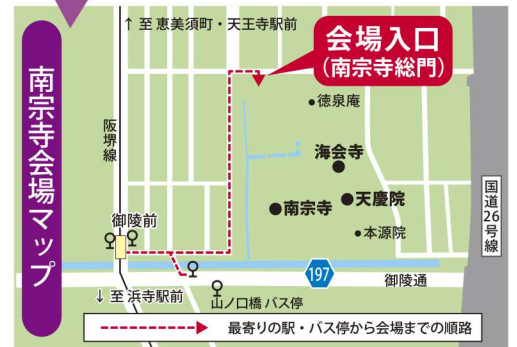 南宗寺会場マップ
↑ 至 恵美須町・天王寺駅前
会場入口
(南宗寺総門)
徳泉庵
阪堺線
海会寺
天慶院
南宗寺
国道26号線
御陵前
本源院
197
御陵通
↓ 至 浜寺駅前
山ノ口橋 バス停
最寄りの駅・バス停から会場までの順路